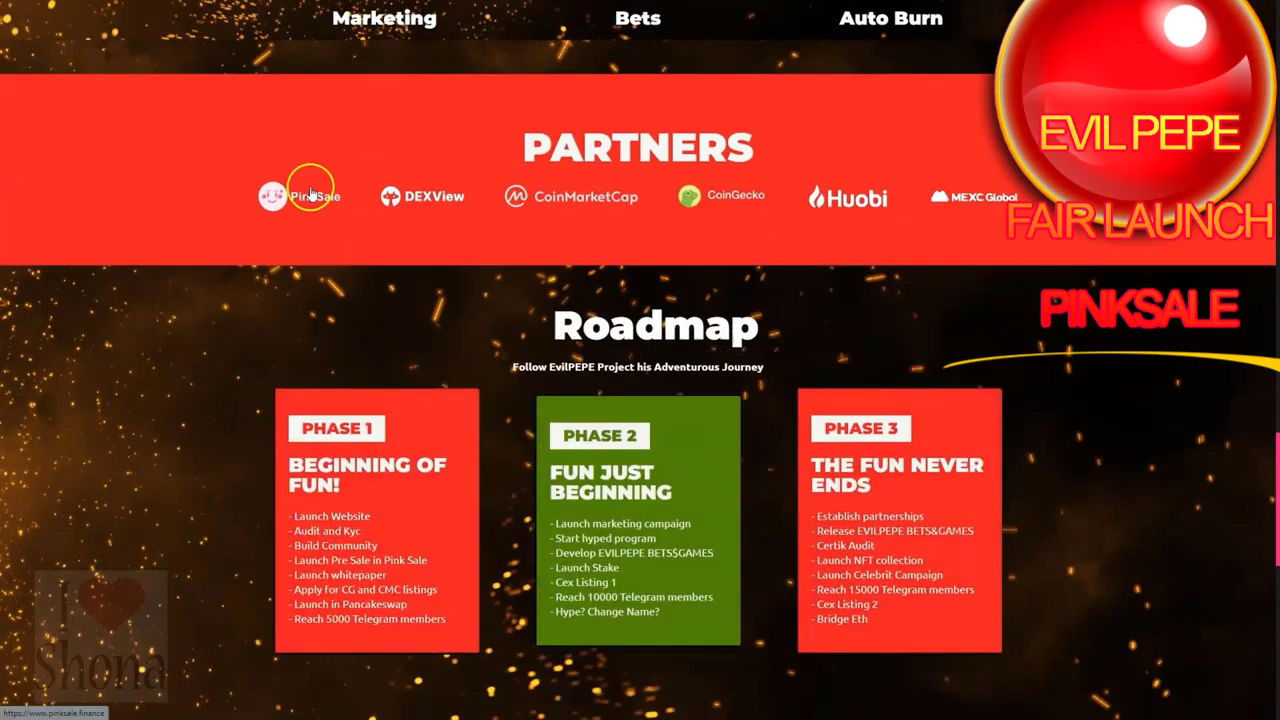 Marketing
Bets
Auto Burn
EVIL PEPE
FAIR LAUNCH
PINKSALE
PARTNERS
PinkSale
DEXView
CoinMarketCap
CoinGecko
Huobi
MEXC Global
Roadmap
Follow EvilPEPE Project his Adventurous Journey
PHASE 1
BEGINNING OF
FUN!
- Launch Website
- Audit and Kyc
- Build Community
- Launch Pre Sale in Pink Sale
- Launch whitepaper
- Apply for CG and CMC listings
- Launch in Pancakeswap
- Reach 5000 Telegram members
PHASE 2
FUN JUST
BEGINNING
- Launch marketing campaign
- Start hyped program
- Develop EVILPEPE BETS$GAMES
- Launch Stake
- Cex Listing 1
- Reach 10000 Telegram members
- Hype? Change Name?
PHASE 3
THE FUN NEVER
ENDS
- Establish partnerships
- Release EVILPEPE BETS&GAMES
- Certik Audit
- Launch NFT collection
- Launch Celebrit Campaign
- Reach 15000 Telegram members
- Cex Listing 2
- Bridge Eth
I
Shona
https://www.pinksale.finance